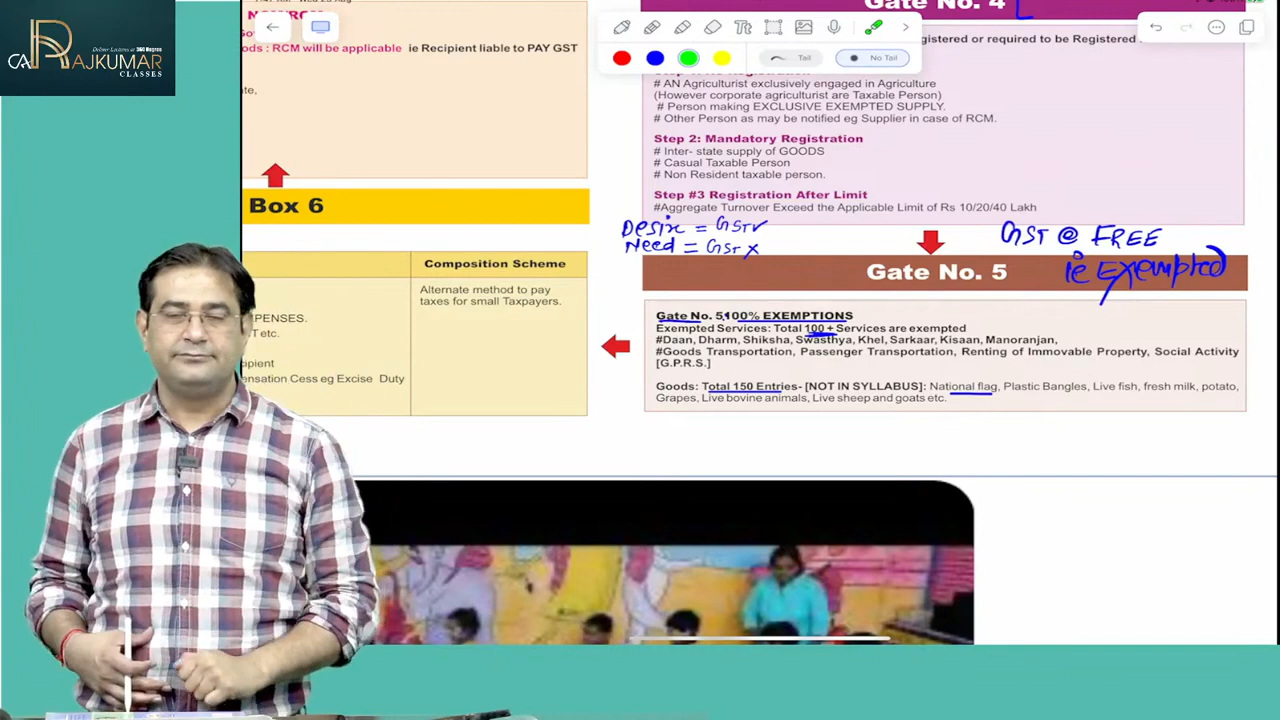 Deliver Lectures at 360 Degree
CA RAJKUMAR
CLASSES
Gate No. 4
Tail
No Tail
oods : RCM will be applicable ie Recipient liable to PAY GST
ate,
Box 6
Composition Scheme
Alternate method to pay
taxes for small Taxpayers.
PENSES.
T etc.
cipient
ensation Cess eg Excise Duty
egistered or required to be Registered
# AN Agriculturist exclusively engaged in Agriculture
(However corporate agriculturist are Taxable Person)
# Person making EXCLUSIVE EXEMPTED SUPPLY.
# Other Person as may be notified eg Supplier in case of RCM.
Step 2: Mandatory Registration
# Inter- state supply of GOODS
# Casual Taxable Person
# Non Resident taxable person.
Step #3 Registration After Limit
#Aggregate Turnover Exceed the Applicable Limit of Rs 10/20/40 Lakh
Desire = GST✓
Need = GST X
GST @ FREE
ie Exempted
Gate No. 5
Gate No. 5 100% EXEMPTIONS
Exempted Services: Total 100 + Services are exempted
#Daan, Dharm, Shiksha, Swasthya, Khel, Sarkaar, Kisaan, Manoranjan,
#Goods Transportation, Passenger Transportation, Renting of Immovable Property, Social Activity
[G.P.R.S.]
Goods: Total 150 Entries- [NOT IN SYLLABUS]: National flag, Plastic Bangles, Live fish, fresh milk, potato,
Grapes, Live bovine animals, Live sheep and goats etc.